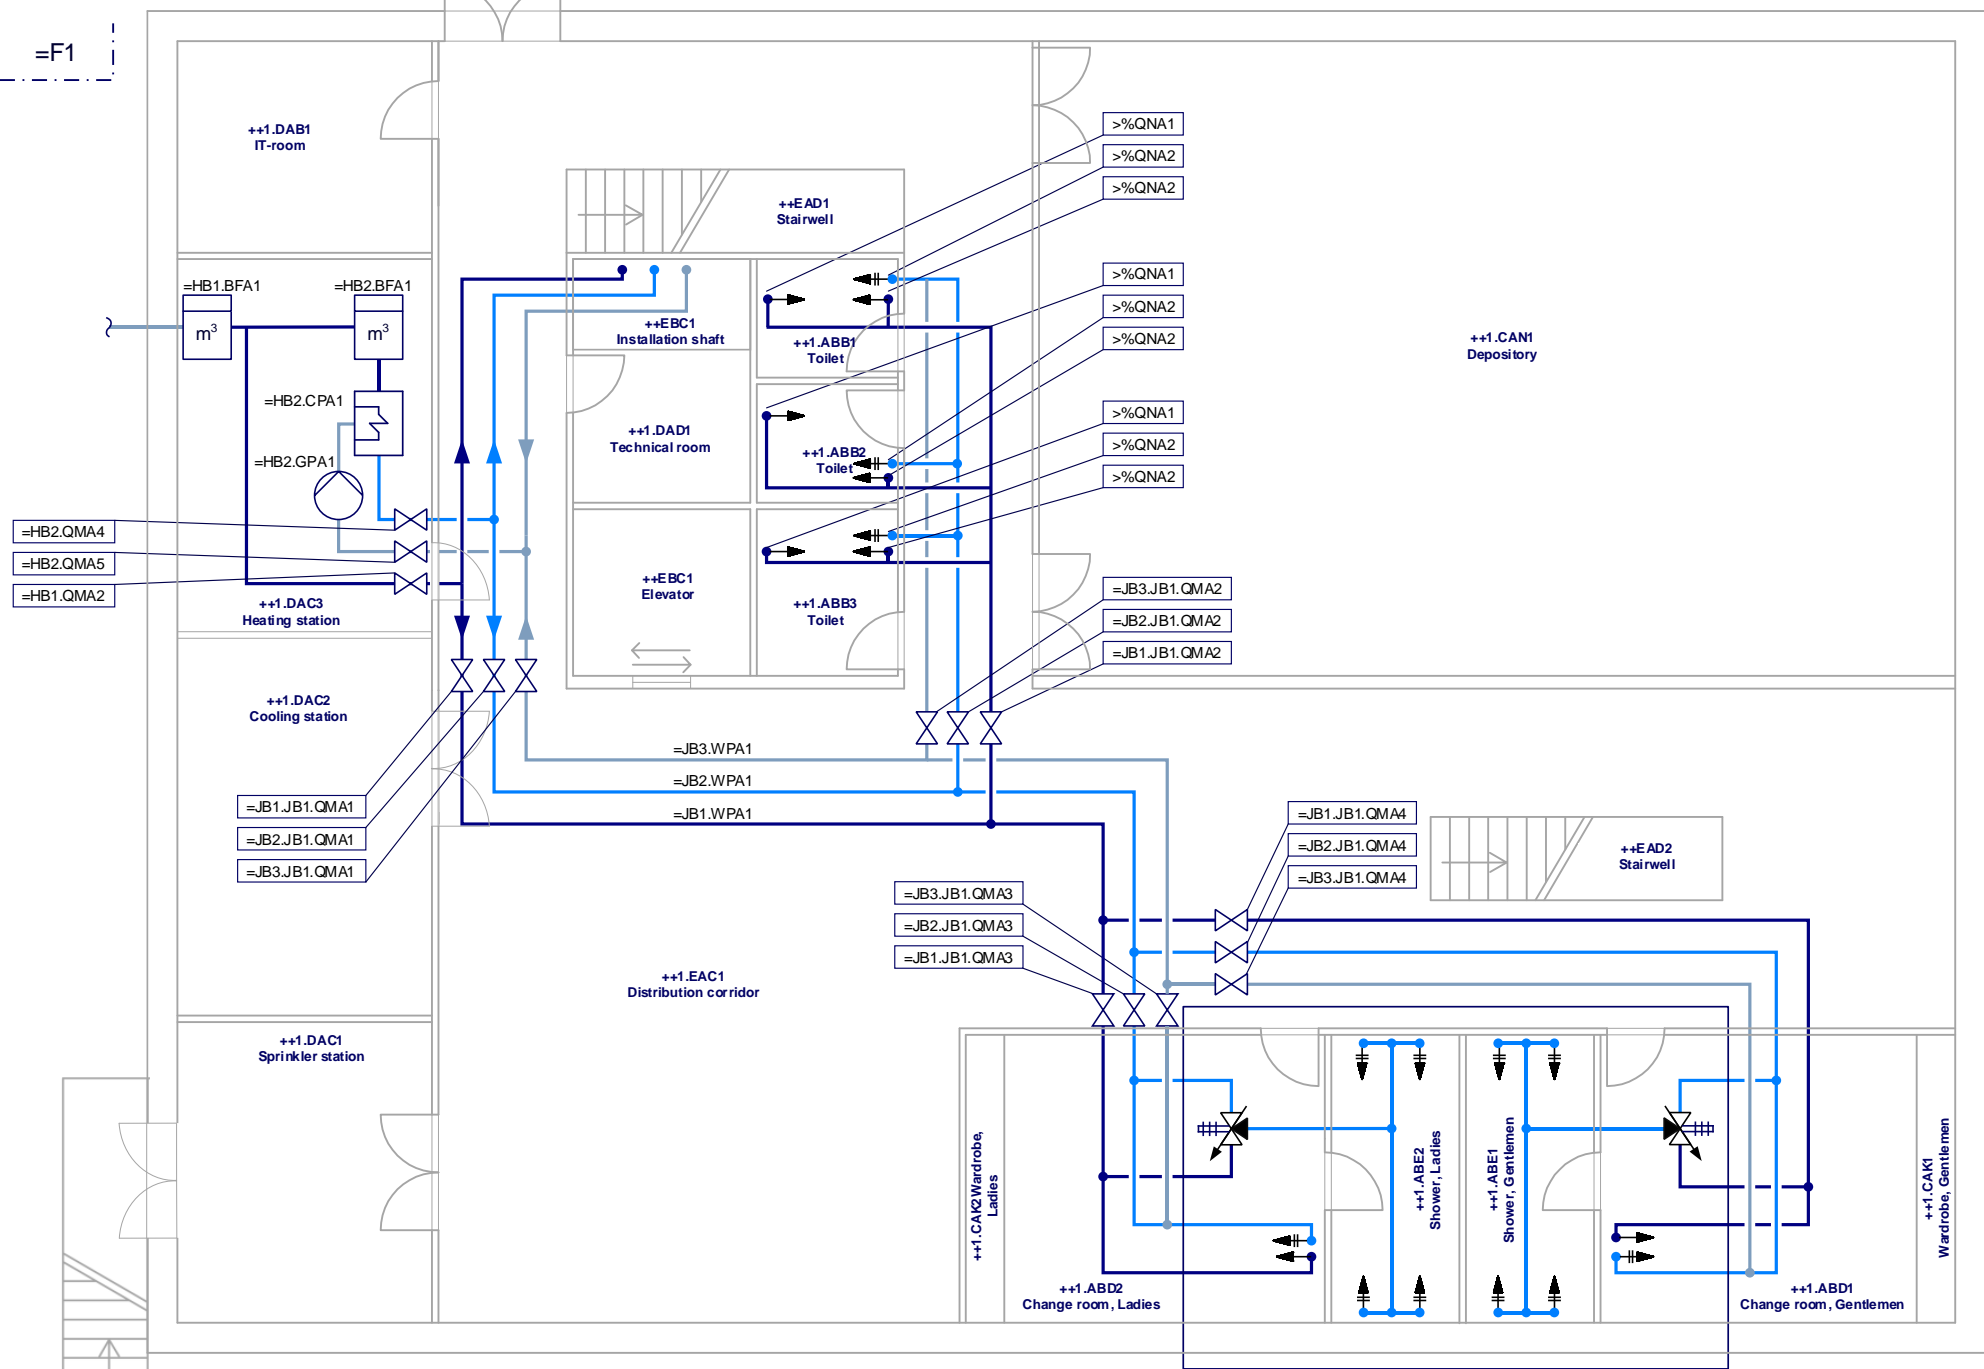 =F1
++1.DAB1
IT-room
++EAD1
Stairwell
>%QNA1
>%QNA2
>%QNA2
=HB1.BFA1
=HB2.BFA1
m³
m³
>%QNA1
>%QNA2
>%QNA2
++EBC1
Installation shaft
++1.ABB1
Toilet
++1.CAN1
Depository
=HB2.CPA1
=HB2.GPA1
++1.DAD1
Technical room
++1.ABB2
Toilet
>%QNA1
>%QNA2
>%QNA2
=HB2.QMA4
=HB2.QMA5
=HB1.QMA2
++1.DAC3
Heating station
++EBC1
Elevator
++1.ABB3
Toilet
=JB3.JB1.QMA2
=JB2.JB1.QMA2
=JB1.JB1.QMA2
++1.DAC2
Cooling station
=JB3.WPA1
=JB2.WPA1
=JB1.WPA1
=JB1.JB1.QMA1
=JB2.JB1.QMA1
=JB3.JB1.QMA1
=JB1.JB1.QMA4
=JB2.JB1.QMA4
=JB3.JB1.QMA4
++EAD2
Stairwell
=JB3.JB1.QMA3
=JB2.JB1.QMA3
=JB1.JB1.QMA3
++1.EAC1
Distribution corridor
++1.DAC1
Sprinkler station
++1.CAK2Wardrobe,
Ladies
++1.ABE2
Shower, Ladies
++1.ABE1
Shower, Gentlemen
++1.CAK1
Wardrobe, Gentlemen
++1.ABD2
Change room, Ladies
++1.ABD1
Change room, Gentlemen